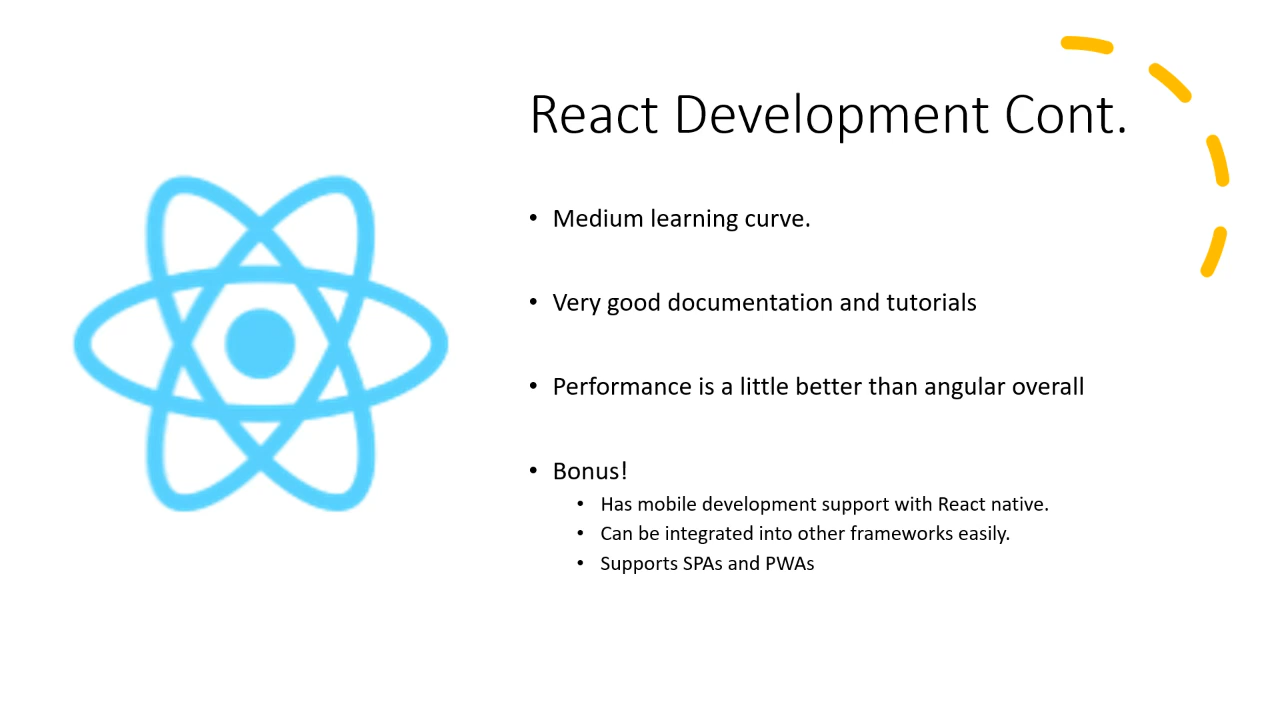 React Development Cont.
• Medium learning curve.
• Very good documentation and tutorials
• Performance is a little better than angular overall
• Bonus!
• Has mobile development support with React native.
• Can be integrated into other frameworks easily.
• Supports SPAs and PWAs